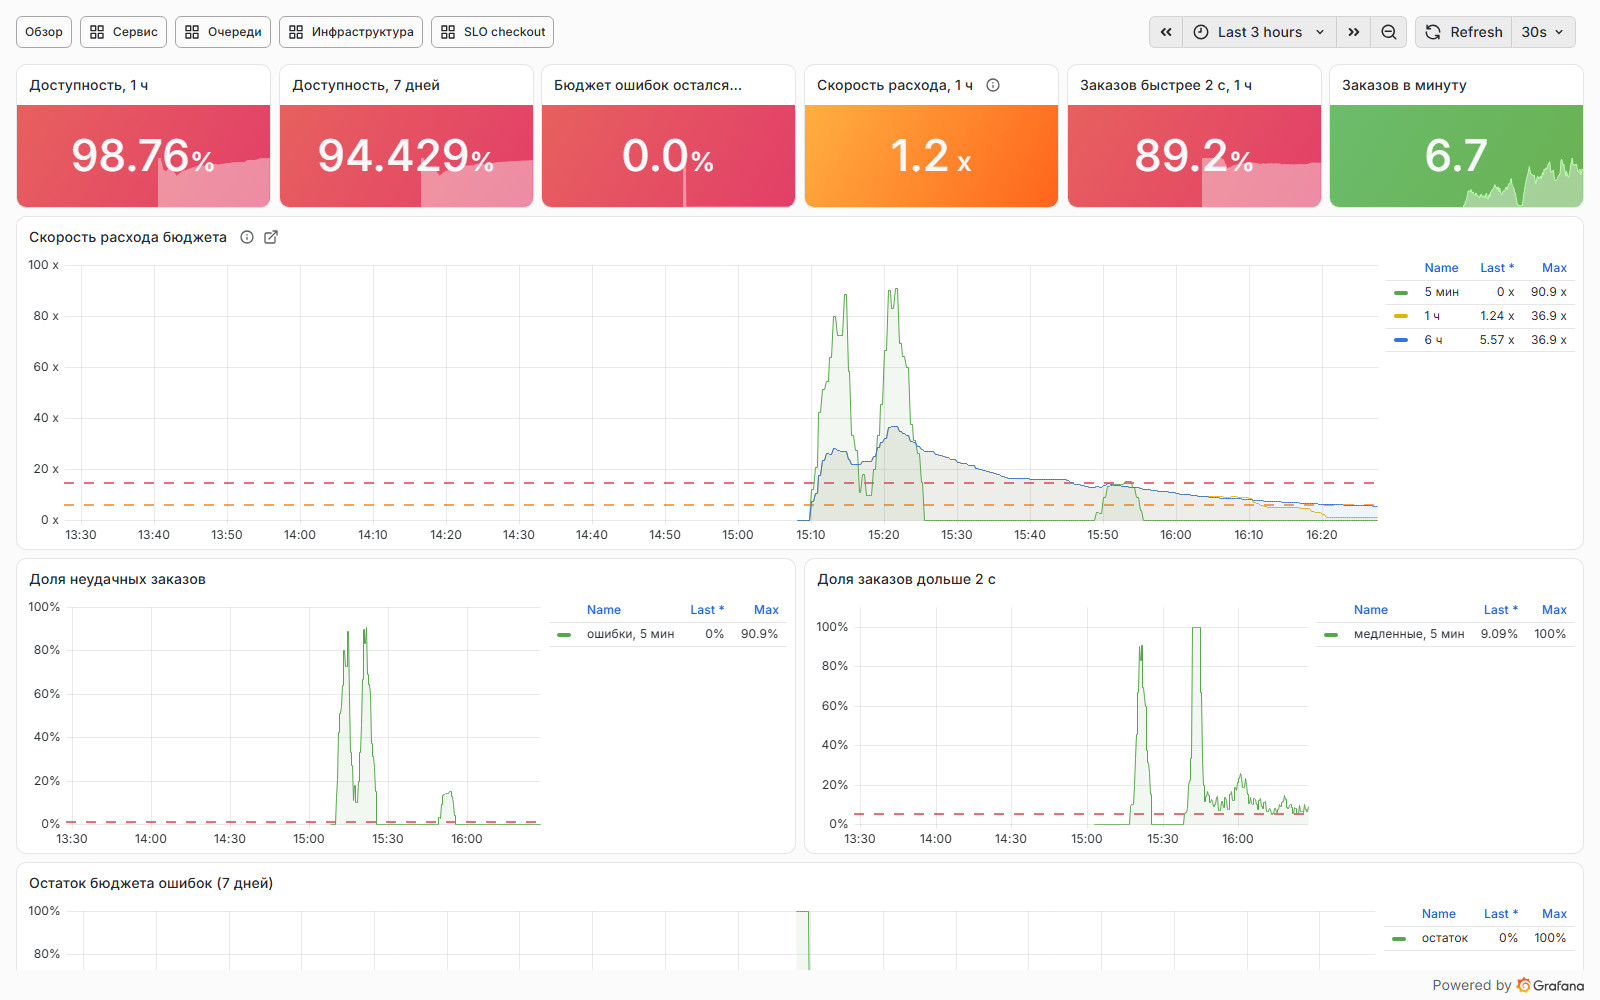 Обзор Сервис Очереди Инфраструктура SLO checkout Last 3 hours Refresh 30s
Доступность, 1 ч
98.76%
Доступность, 7 дней
94.429%
Бюджет ошибок остался...
0.0%
Скорость расхода, 1 ч
1.2 x
Заказов быстрее 2 с, 1 ч
89.2%
Заказов в минуту
6.7
Скорость расхода бюджета
100 x
80 x
60 x
40 x
20 x
0 x
13:30 13:40 13:50 14:00 14:10 14:20 14:30 14:40 14:50 15:00 15:10 15:20 15:30 15:40 15:50 16:00 16:10 16:20
Name Last * Max
5 мин 0 x 90.9 x
1 ч 1.24 x 36.9 x
6 ч 5.57 x 36.9 x
Доля неудачных заказов
100%
80%
60%
40%
20%
0%
13:30 14:00 14:30 15:00 15:30 16:00
Name Last * Max
ошибки, 5 мин 0% 90.9%
Доля заказов дольше 2 с
100%
80%
60%
40%
20%
0%
13:30 14:00 14:30 15:00 15:30 16:00
Name Last * Max
медленные, 5 мин 9.09% 100%
Остаток бюджета ошибок (7 дней)
100%
80%
Name Last * Max
остаток 0% 100%
Powered by Grafana